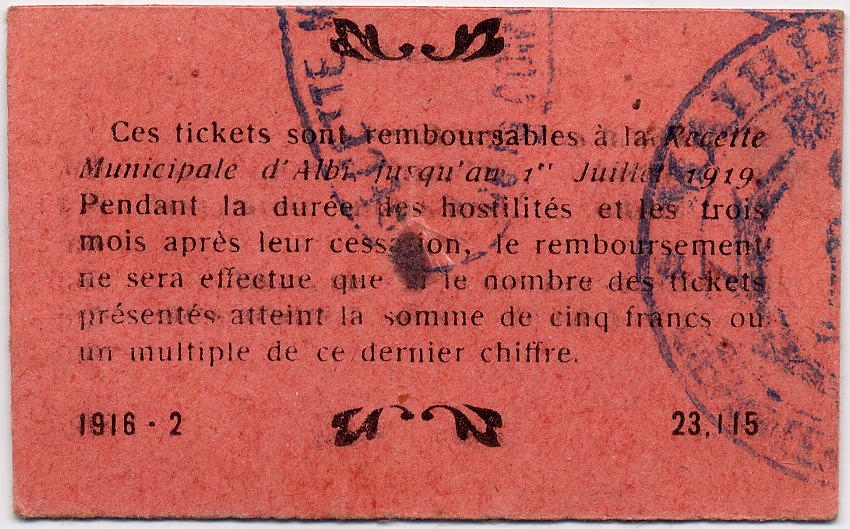 Ces tickets sont remboursables à la Recette
Municipale d'Albi jusqu'au 1er Juillet 1919.
Pendant la durée des hostilités et les trois
mois après leur cessation, le remboursement
ne sera effectue que si le nombre des tickets
présentés atteint la somme de cinq francs ou
un multiple de ce dernier chiffre.
1916 - 2
23,115